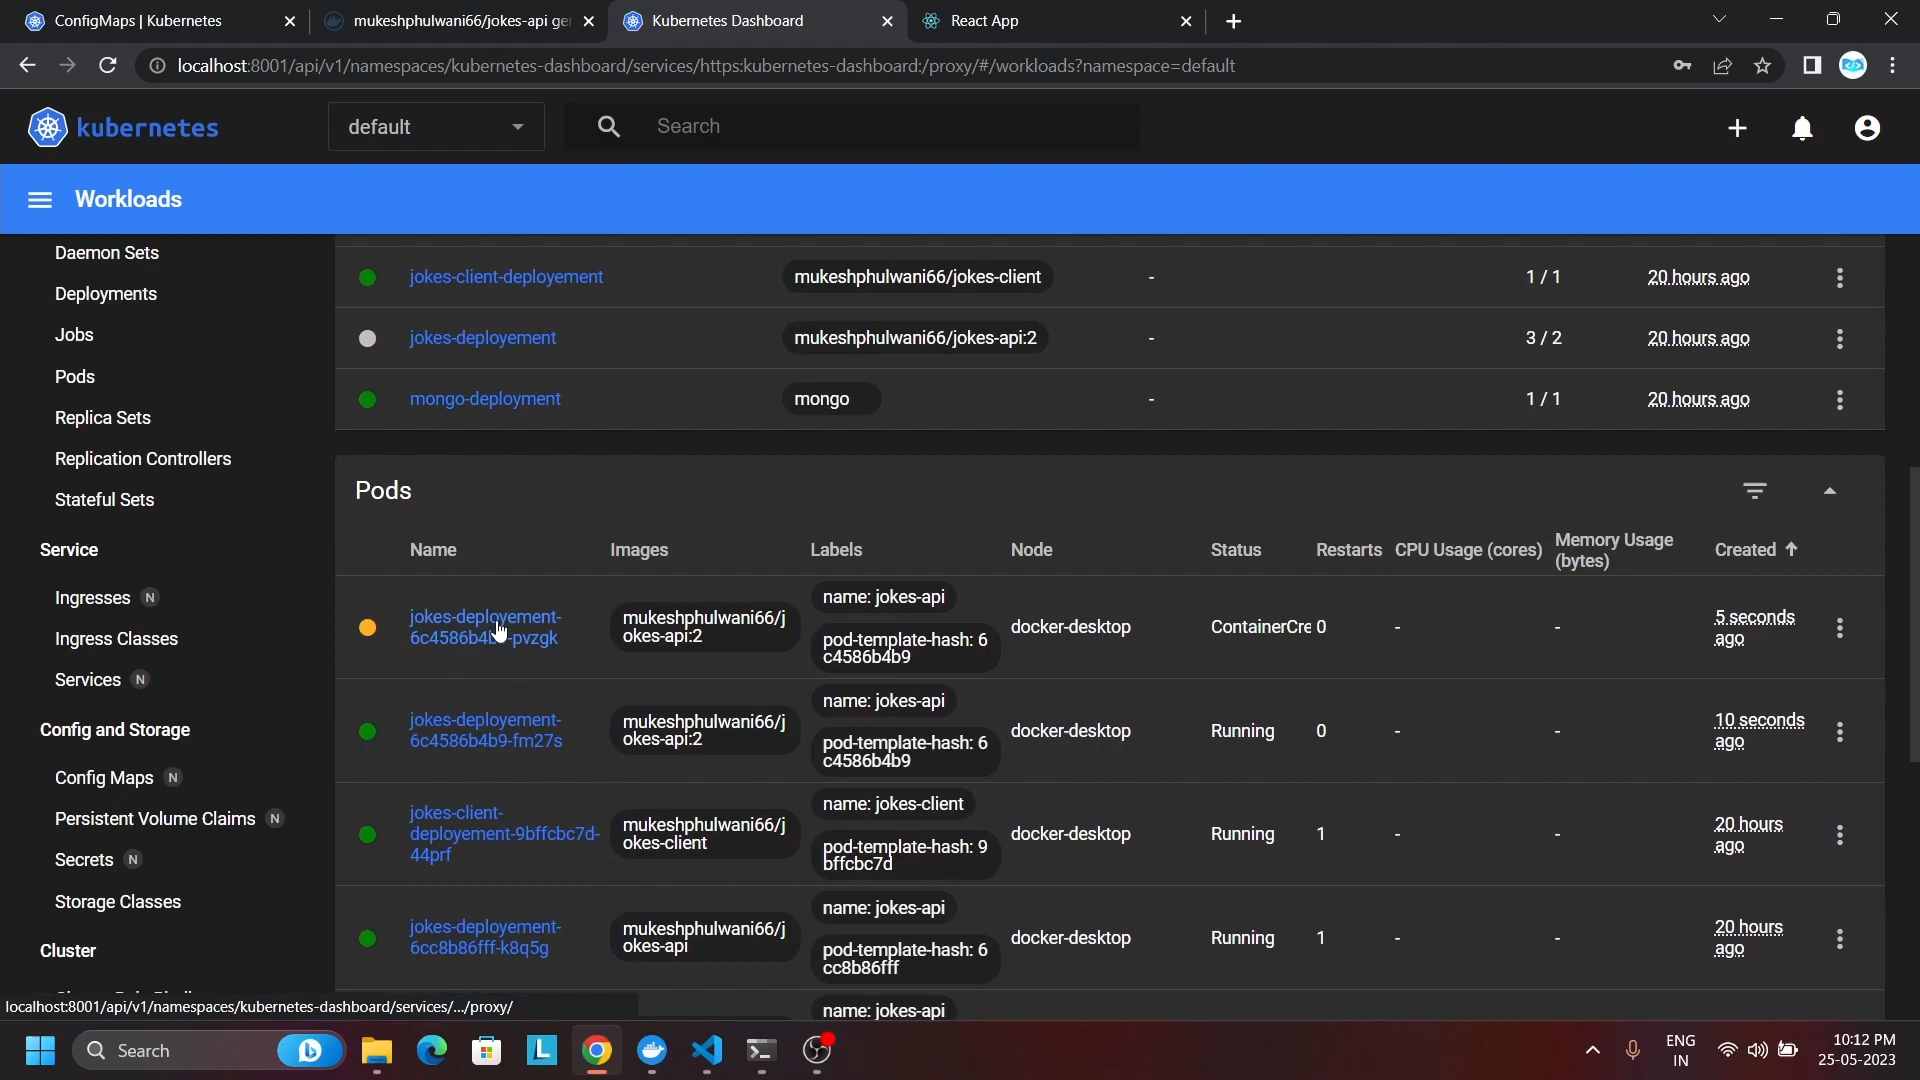 ConfigMaps | Kubernetes
mukeshphulwani66/jokes-api ge
Kubernetes Dashboard
React App
localhost:8001/api/v1/namespaces/kubernetes-dashboard/services/https:kubernetes-dashboard:/proxy/#/workloads?namespace=default
kubernetes
default
Search
Workloads
Daemon Sets
Deployments
Jobs
Pods
Replica Sets
Replication Controllers
Stateful Sets
Service
Ingresses N
Ingress Classes
Services N
Config and Storage
Config Maps N
Persistent Volume Claims N
Secrets N
Storage Classes
Cluster
jokes-client-deployement mukeshphulwani66/jokes-client - 1 / 1 20 hours ago
jokes-deployement mukeshphulwani66/jokes-api:2 - 3 / 2 20 hours ago
mongo-deployment mongo - 1 / 1 20 hours ago
Pods
Name Images Labels Node Status Restarts CPU Usage (cores) Memory Usage (bytes) Created
jokes-deployement-
mukeshphulwani66/j
okes-api:2
name: jokes-api
pod-template-hash: 6
c4586b4b9
docker-desktop
ContainerCre 0 - -
5 seconds
ago
jokes-deployement-
6c4586b4b9-fm27s
mukeshphulwani66/j
okes-api:2
name: jokes-api
pod-template-hash: 6
c4586b4b9
docker-desktop
Running 0 - -
10 seconds
ago
jokes-client-
deployement-9bffcbc7d-
44prf
mukeshphulwani66/j
okes-client
name: jokes-client
pod-template-hash: 9
bffcbc7d
docker-desktop
Running 1 - -
20 hours
ago
jokes-deployement-
6cc8b86fff-k8q5g
mukeshphulwani66/j
okes-api
name: jokes-api
pod-template-hash: 6
cc8b86fff
docker-desktop
Running 1 - -
20 hours
ago
name: jokes-api
localhost:8001/api/v1/namespaces/kubernetes-dashboard/services/.../proxy/
Search
ENG
IN
10:12 PM
25-05-2023